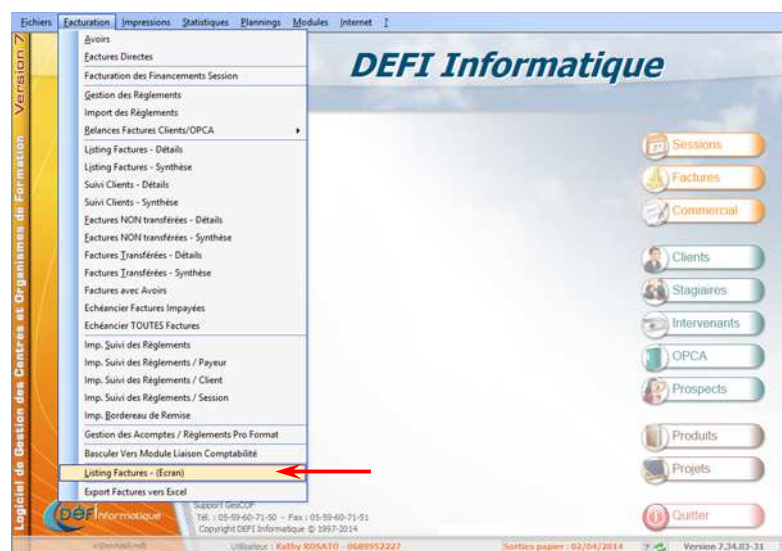 Fichiers Facturation Impressions Statistiques Plannings Modules Internet ?
Version 7
Logiciel de Gestion des Centres et Organismes de Formation
DEFI Informatique
Avoirs
Factures Directes
Facturation des Financements Session
Gestion des Règlements
Import des Règlements
Relances Factures Clients/OPCA
Listing Factures - Détails
Listing Factures - Synthèse
Suivi Clients - Détails
Suivi Clients - Synthèse
Factures NON transférées - Détails
Factures NON transférées - Synthèse
Factures Transférées - Détails
Factures Transférées - Synthèse
Factures avec Avoirs
Echéancier Factures Impayées
Echéancier TOUTES Factures
Imp. Suivi des Règlements
Imp. Suivi des Règlements / Payeur
Imp. Suivi des Règlements / Client
Imp. Suivi des Règlements / Session
Imp. Bordereau de Remise
Gestion des Acomptes / Règlements Pro Format
Basculer Vers Module Liaison Comptabilité
Listing Factures - (Ecran)
Export Factures vers Excel
Sessions
Factures
Commercial
Clients
Stagiaires
Intervenants
OPCA
Prospects
Produits
Projets
Quitter
DÉFI Informatique
Support GesCOF
Tél. : 05-59-60-71-50 - Fax : 05-59-60-71-51
Copyright DEFI Informatique © 1997-2014
Utilisateur : Kathy ROSATO - 0689952227
Sorties papier : 02/04/2014
Version 7.34.03-31